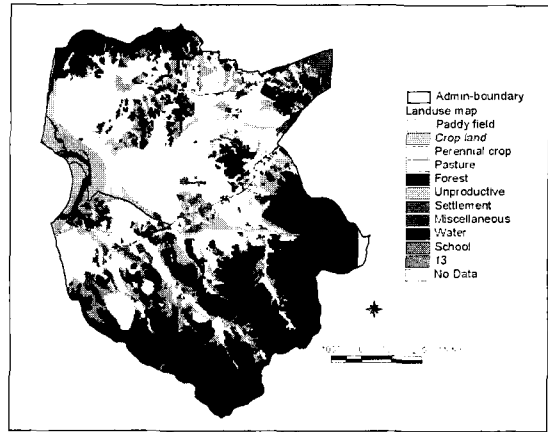 Admin-boundary
Landuse map
Paddy field
Crop land
Perennial crop
Pasture
Forest
Unproductive
Settlement
Miscellaneous
Water
School
13
No Data